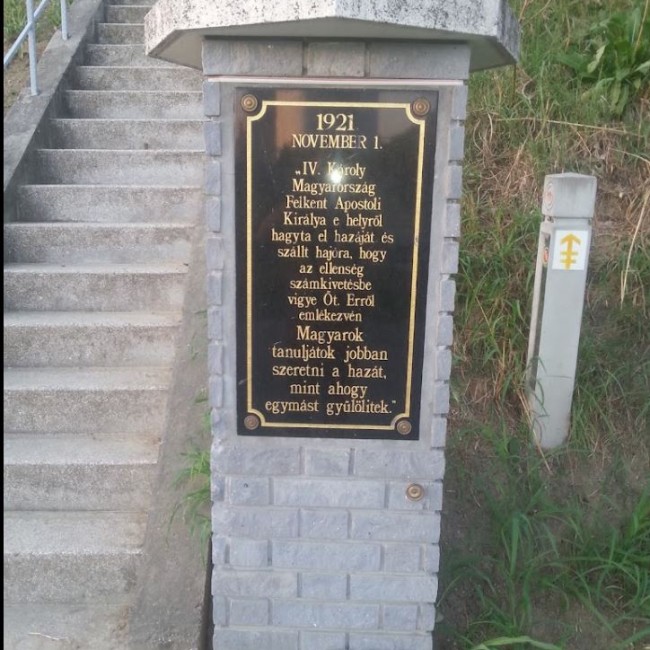 1921
NOVEMBER 1.
„IV. Károly
Magyarország
Felkent Apostoli
Királya e helyről
hagyta el hazáját és
szállt hajóra, hogy
az ellenség
számkivetésbe
vigye Őt. Erről
emlékezvén
Magyarok
tanuljátok jobban
szeretni a hazát,
mint ahogy
egymást gyűlölitek."